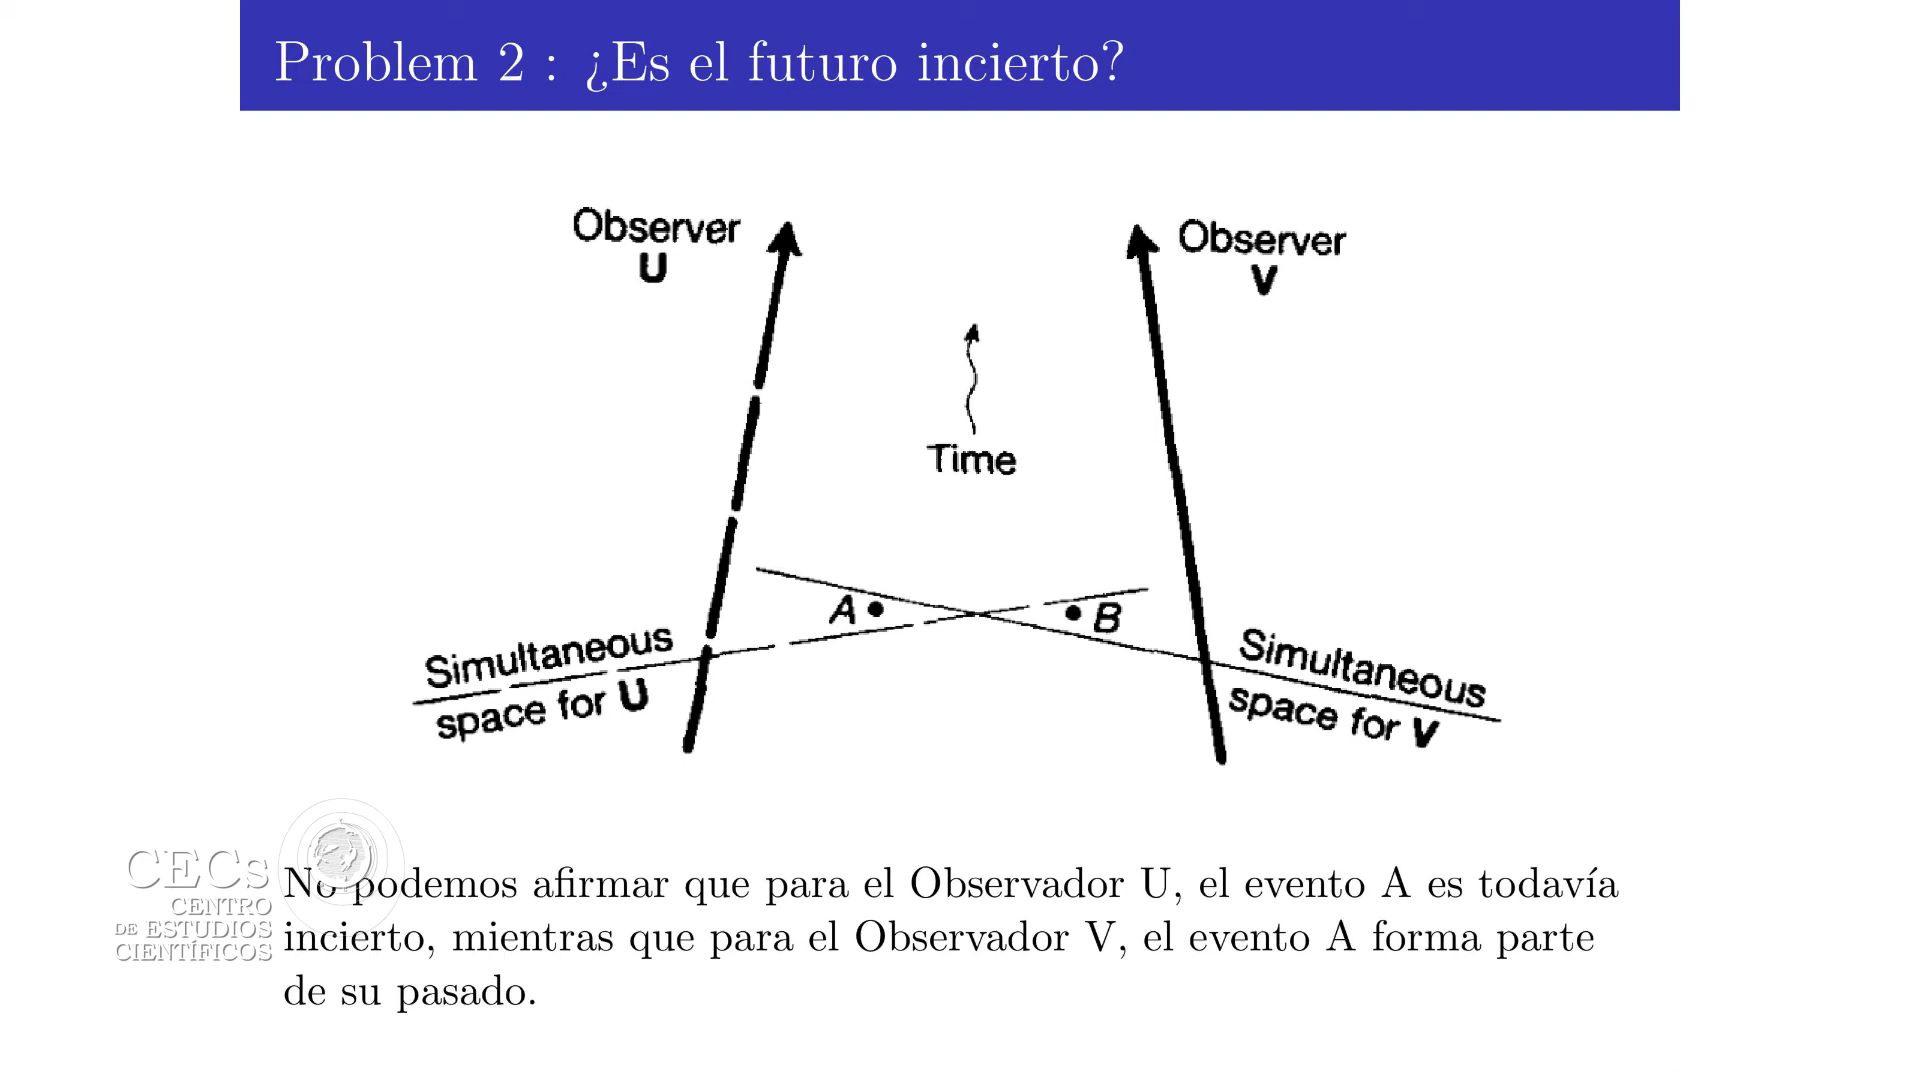 Problem 2 : ¿Es el futuro incierto?
Observer
U
Observer
V
Time
A
B
Simultaneous
space for U
Simultaneous
space for V
CECs
CENTRO
DE ESTUDIOS
CIENTÍFICOS
No podemos afirmar que para el Observador U, el evento A es todavía
incierto, mientras que para el Observador V, el evento A forma parte
de su pasado.